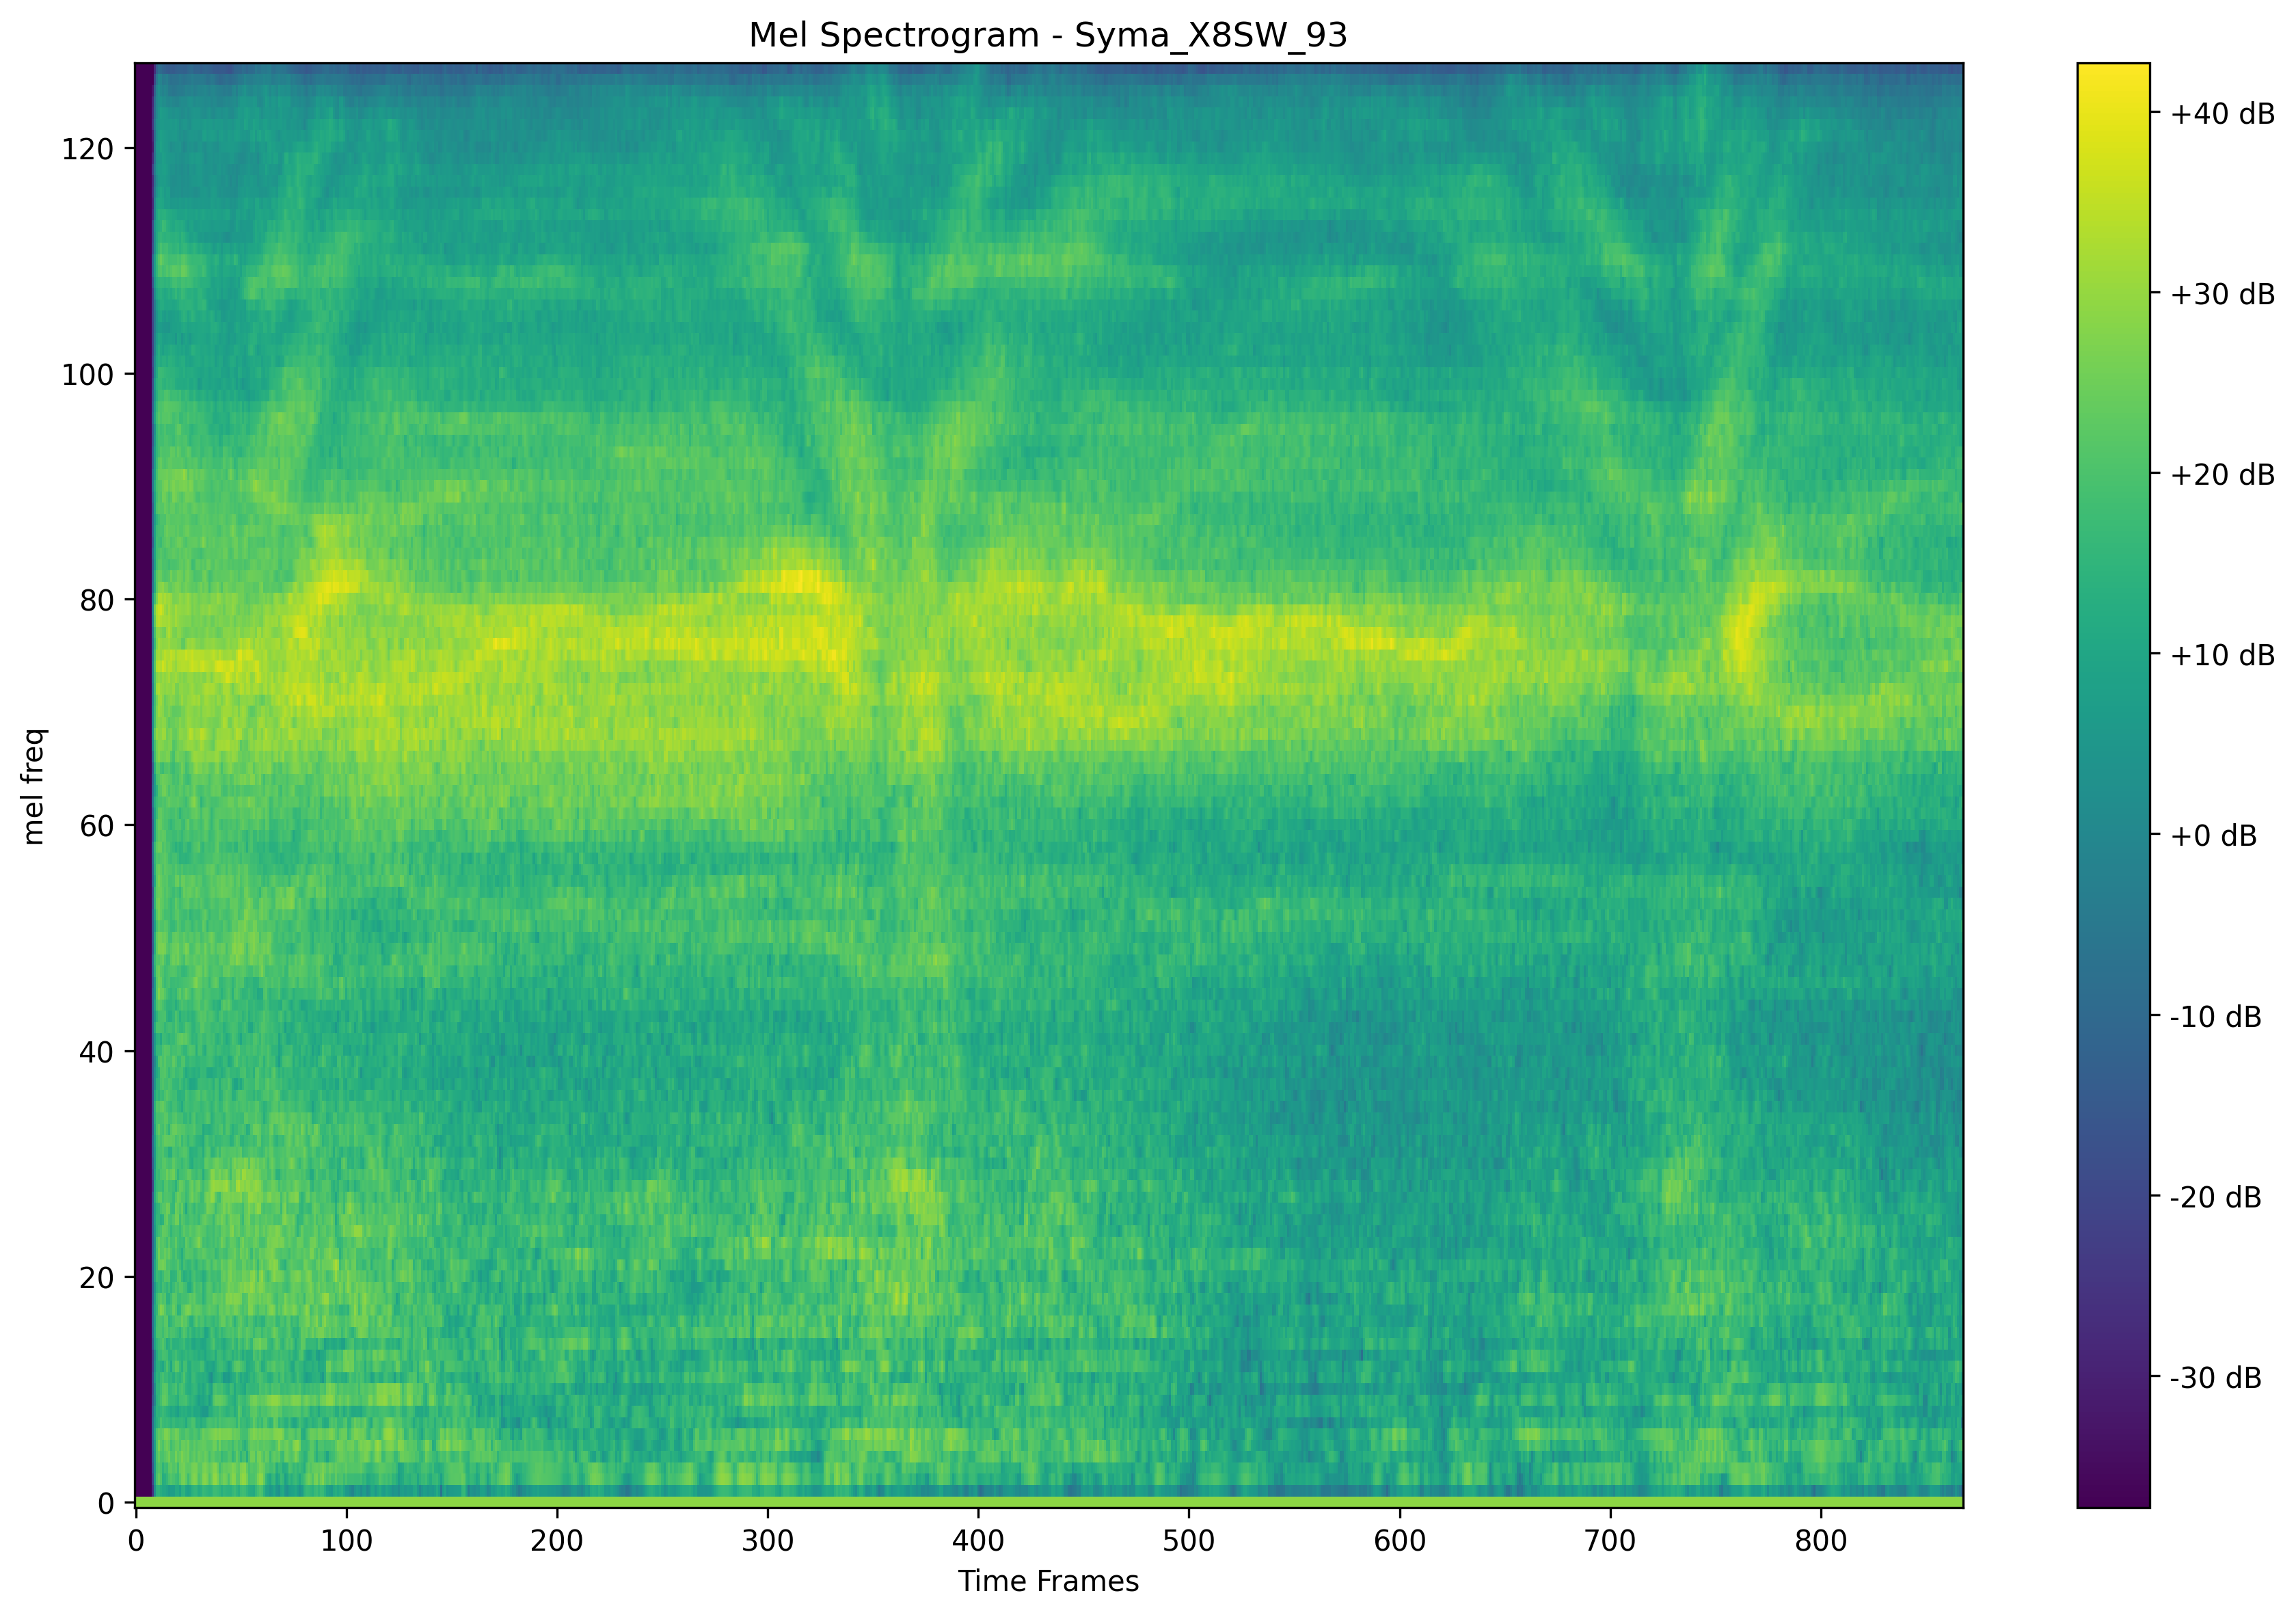 Mel Spectrogram - Syma_X8SW_93
mel freq
120
100
80
60
40
20
0
0 100 200 300 400 500 600 700 800
Time Frames
+40 dB
+30 dB
+20 dB
+10 dB
+0 dB
-10 dB
-20 dB
-30 dB